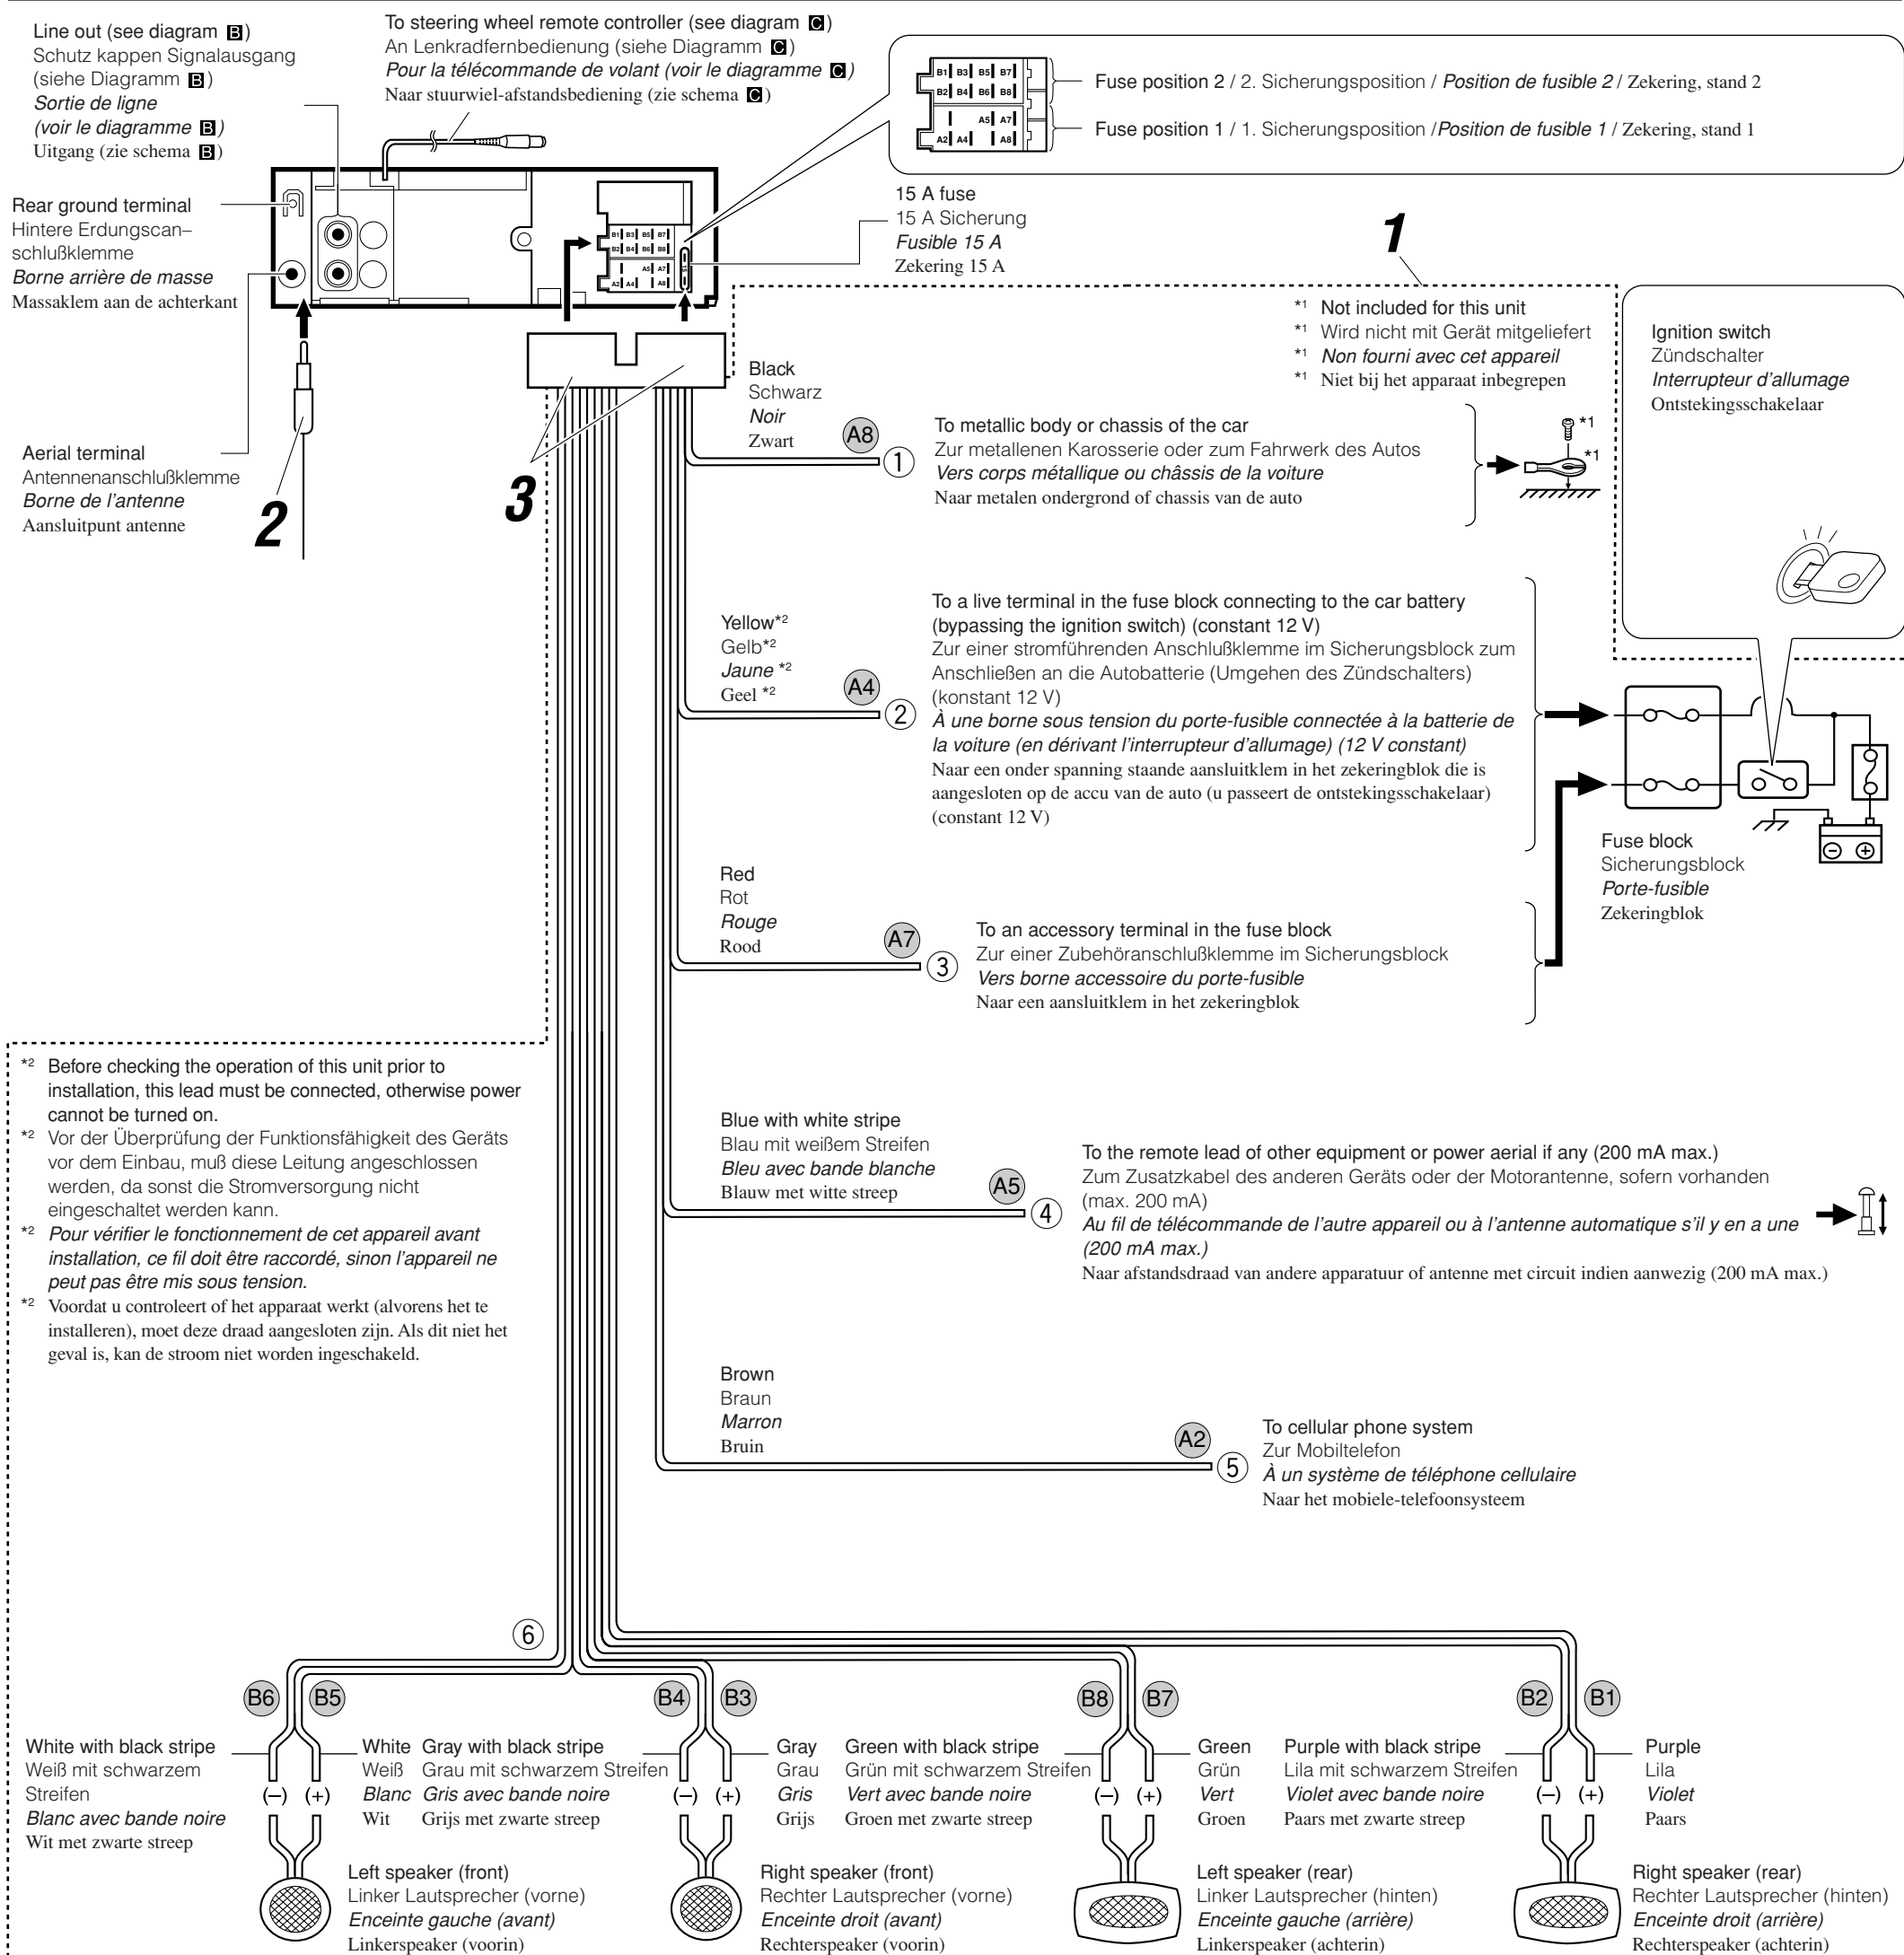 Line out (see diagram B)
Schutz kappen Signalausgang
(siehe Diagramm B)
Sortie de ligne
(voir le diagramme B)
Uitgang (zie schema B)
To steering wheel remote controller (see diagram C)
An Lenkradfernbedienung (siehe Diagramm C)
Pour la télécommande de volant (voir le diagramme C)
Naar stuurwiel-afstandsbediening (zie schema C)
B1 B3 B5 B7
B2 B4 B6 B8
A5 A7
A2 A4 A8
Fuse position 2 / 2. Sicherungsposition / Position de fusible 2 / Zekering, stand 2
Fuse position 1 / 1. Sicherungsposition /Position de fusible 1 / Zekering, stand 1
Rear ground terminal
Hintere Erdungscan–
schlußklemme
Borne arrière de masse
Massaklem aan de achterkant
B1 B3 B5 B7
B2 B4 B6 B8
A5 A7
A2 A4 A8
15 A fuse
15 A Sicherung
Fusible 15 A
Zekering 15 A
1
*1 Not included for this unit
*1 Wird nicht mit Gerät mitgeliefert
*1 Non fourni avec cet appareil
*1 Niet bij het apparaat inbegrepen
Ignition switch
Zündschalter
Interrupteur d'allumage
Ontstekingsschakelaar
Aerial terminal
Antennenanschlußklemme
Borne de l'antenne
Aansluitpunt antenne
2
3
Black
Schwarz
Noir
Zwart
A8
1
To metallic body or chassis of the car
Zur metallenen Karosserie oder zum Fahrwerk des Autos
Vers corps métallique ou châssis de la voiture
Naar metalen ondergrond of chassis van de auto
*1
*1
Yellow*2
Gelb*2
Jaune *2
Geel *2
A4
2
To a live terminal in the fuse block connecting to the car battery
(bypassing the ignition switch) (constant 12 V)
Zur einer stromführenden Anschlußklemme im Sicherungsblock zum
Anschließen an die Autobatterie (Umgehen des Zündschalters)
(konstant 12 V)
À une borne sous tension du porte-fusible connectée à la batterie de
la voiture (en dérivant l'interrupteur d'allumage) (12 V constant)
Naar een onder spanning staande aansluitklem in het zekeringblok die is
aangesloten op de accu van de auto (u passeert de ontstekingsschakelaar)
(constant 12 V)
Fuse block
Sicherungsblock
Porte-fusible
Zekeringblok
Red
Rot
Rouge
Rood
A7
3
To an accessory terminal in the fuse block
Zur einer Zubehöranschlußklemme im Sicherungsblock
Vers borne accessoire du porte-fusible
Naar een aansluitklem in het zekeringblok
*2 Before checking the operation of this unit prior to
installation, this lead must be connected, otherwise power
cannot be turned on.
*2 Vor der Überprüfung der Funktionsfähigkeit des Geräts
vor dem Einbau, muß diese Leitung angeschlossen
werden, da sonst die Stromversorgung nicht
eingeschaltet werden kann.
*2 Pour vérifier le fonctionnement de cet appareil avant
installation, ce fil doit être raccordé, sinon l'appareil ne
peut pas être mis sous tension.
*2 Voordat u controleert of het apparaat werkt (alvorens het te
installeren), moet deze draad aangesloten zijn. Als dit niet het
geval is, kan de stroom niet worden ingeschakeld.
Blue with white stripe
Blau mit weißem Streifen
Bleu avec bande blanche
Blauw met witte streep
A5
4
To the remote lead of other equipment or power aerial if any (200 mA max.)
Zum Zusatzkabel des anderen Geräts oder der Motorantenne, sofern vorhanden
(max. 200 mA)
Au fil de télécommande de l'autre appareil ou à l'antenne automatique s'il y en a une
(200 mA max.)
Naar afstandsdraad van andere apparatuur of antenne met circuit indien aanwezig (200 mA max.)
Brown
Braun
Marron
Bruin
A2
5
To cellular phone system
Zur Mobiltelefon
À un système de téléphone cellulaire
Naar het mobiele-telefoonsysteem
6
B6 B5 B4 B3 B8 B7 B2 B1
White with black stripe
Weiß mit schwarzem
Streifen
Blanc avec bande noire
Wit met zwarte streep
(–) (+)
White
Weiß
Blanc
Wit
Gray with black stripe
Grau mit schwarzem Streifen
Gris avec bande noire
Grijs met zwarte streep
(–) (+)
Gray
Grau
Gris
Grijs
Green with black stripe
Grün mit schwarzem Streifen
Vert avec bande noire
Groen met zwarte streep
(–) (+)
Green
Grün
Vert
Groen
Purple with black stripe
Lila mit schwarzem Streifen
Violet avec bande noire
Paars met zwarte streep
(–) (+)
Purple
Lila
Violet
Paars
Left speaker (front)
Linker Lautsprecher (vorne)
Enceinte gauche (avant)
Linkerspeaker (voorin)
Right speaker (front)
Rechter Lautsprecher (vorne)
Enceinte droit (avant)
Rechterspeaker (voorin)
Left speaker (rear)
Linker Lautsprecher (hinten)
Enceinte gauche (arrière)
Linkerspeaker (achterin)
Right speaker (rear)
Rechter Lautsprecher (hinten)
Enceinte droit (arrière)
Rechterspeaker (achterin)